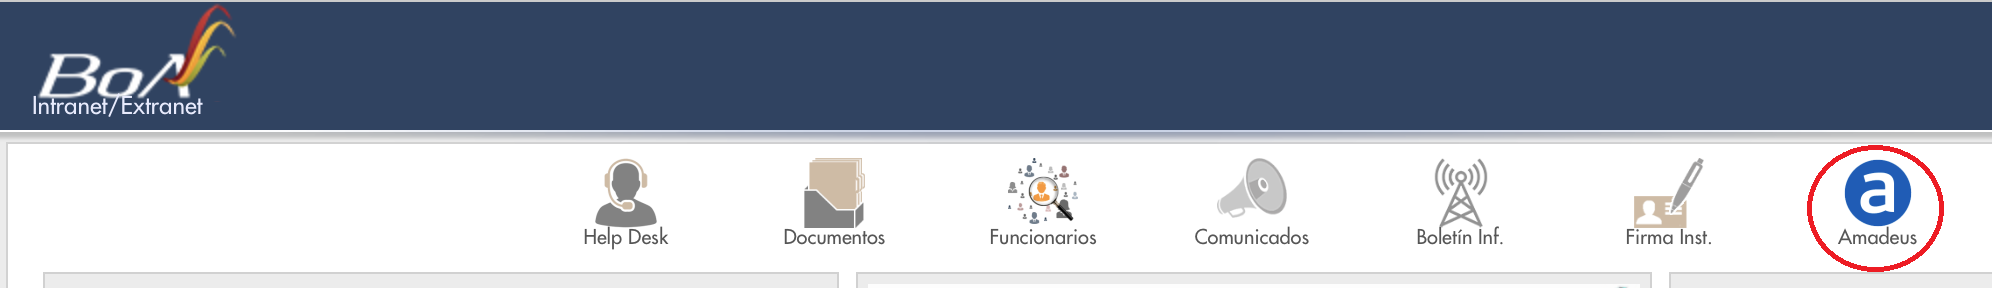 BoA
Intranet/Extranet
Help Desk
Documentos
Funcionarios
Comunicados
Boletín Inf.
Firma Inst.
a
Amadeus